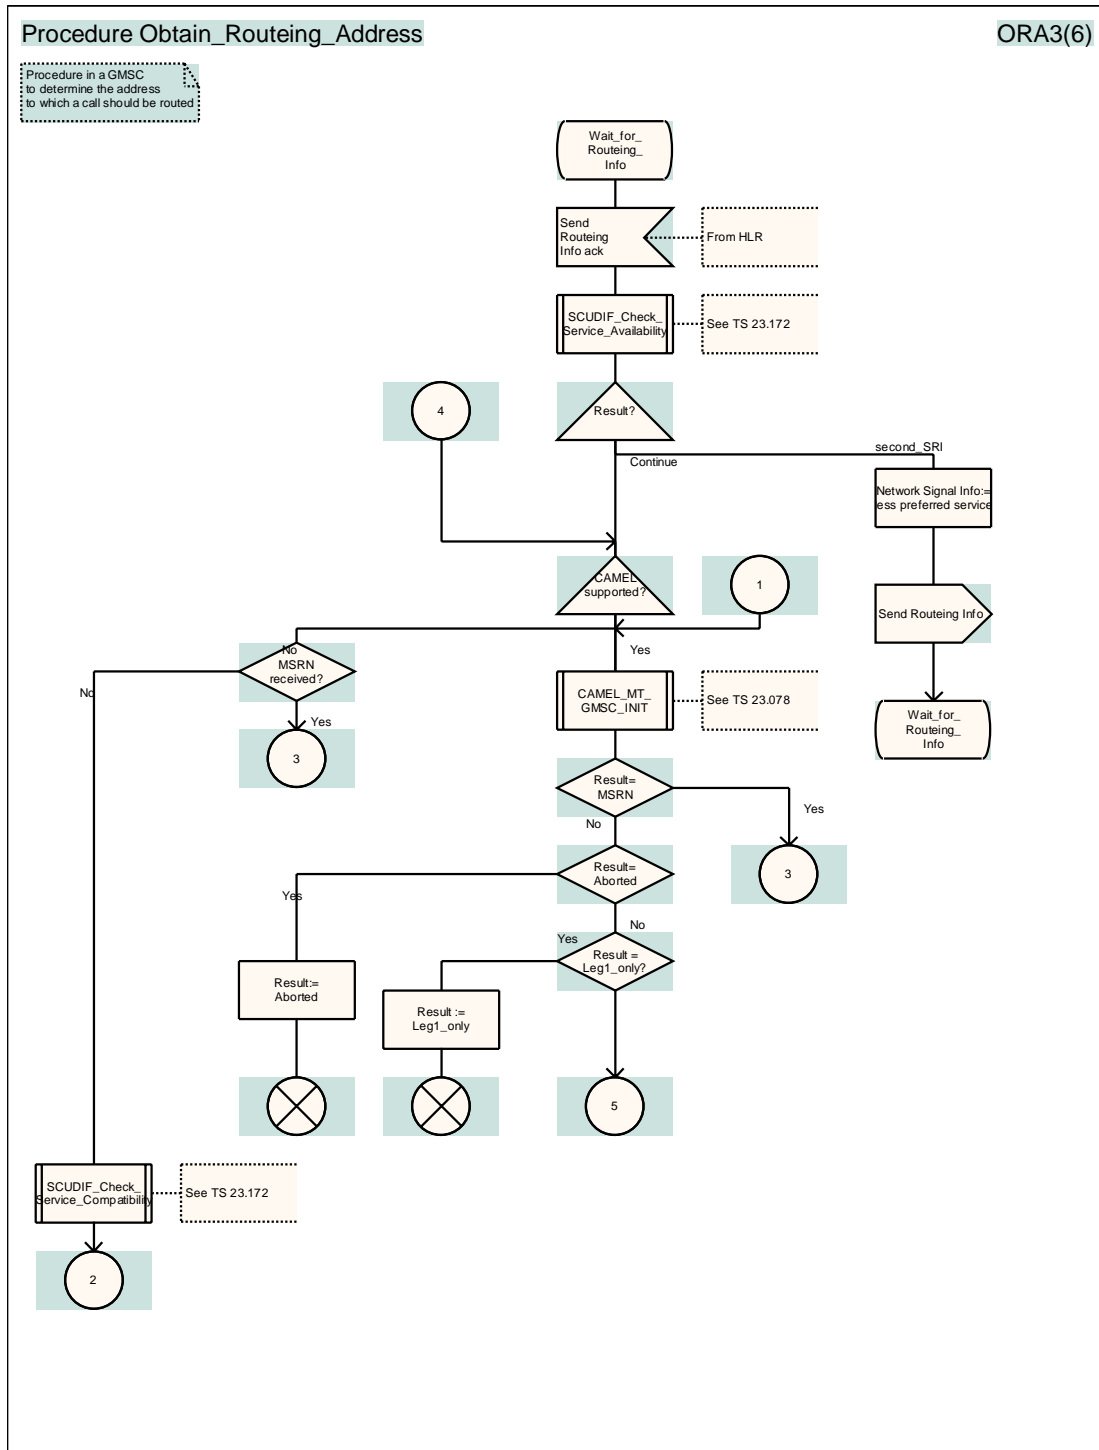 Procedure Obtain_Routeing_Address
ORA3(6)
Procedure in a GMSC
to determine the address
to which a call should be routed
Wait_for_
Routeing_
Info
Send
Routeing
Info ack
From HLR
SCUDIF_Check_
Service_Availability
See TS 23.172
4
Result?
second_SRI
Continue
Network Signal Info:=
ess preferred service
CAMEL
supported?
1
Send Routeing Info
No
MSRN
received?
Yes
No
CAMEL_MT_
GMSC_INIT
See TS 23.078
Yes
3
Wait_for_
Routeing_
Info
Result=
MSRN
Yes
No
Result=
Aborted
3
Yes
No
Yes
Result =
Leg1_only?
Result:=
Aborted
Result :=
Leg1_only
5
SCUDIF_Check_
Service_Compatibility
See TS 23.172
2